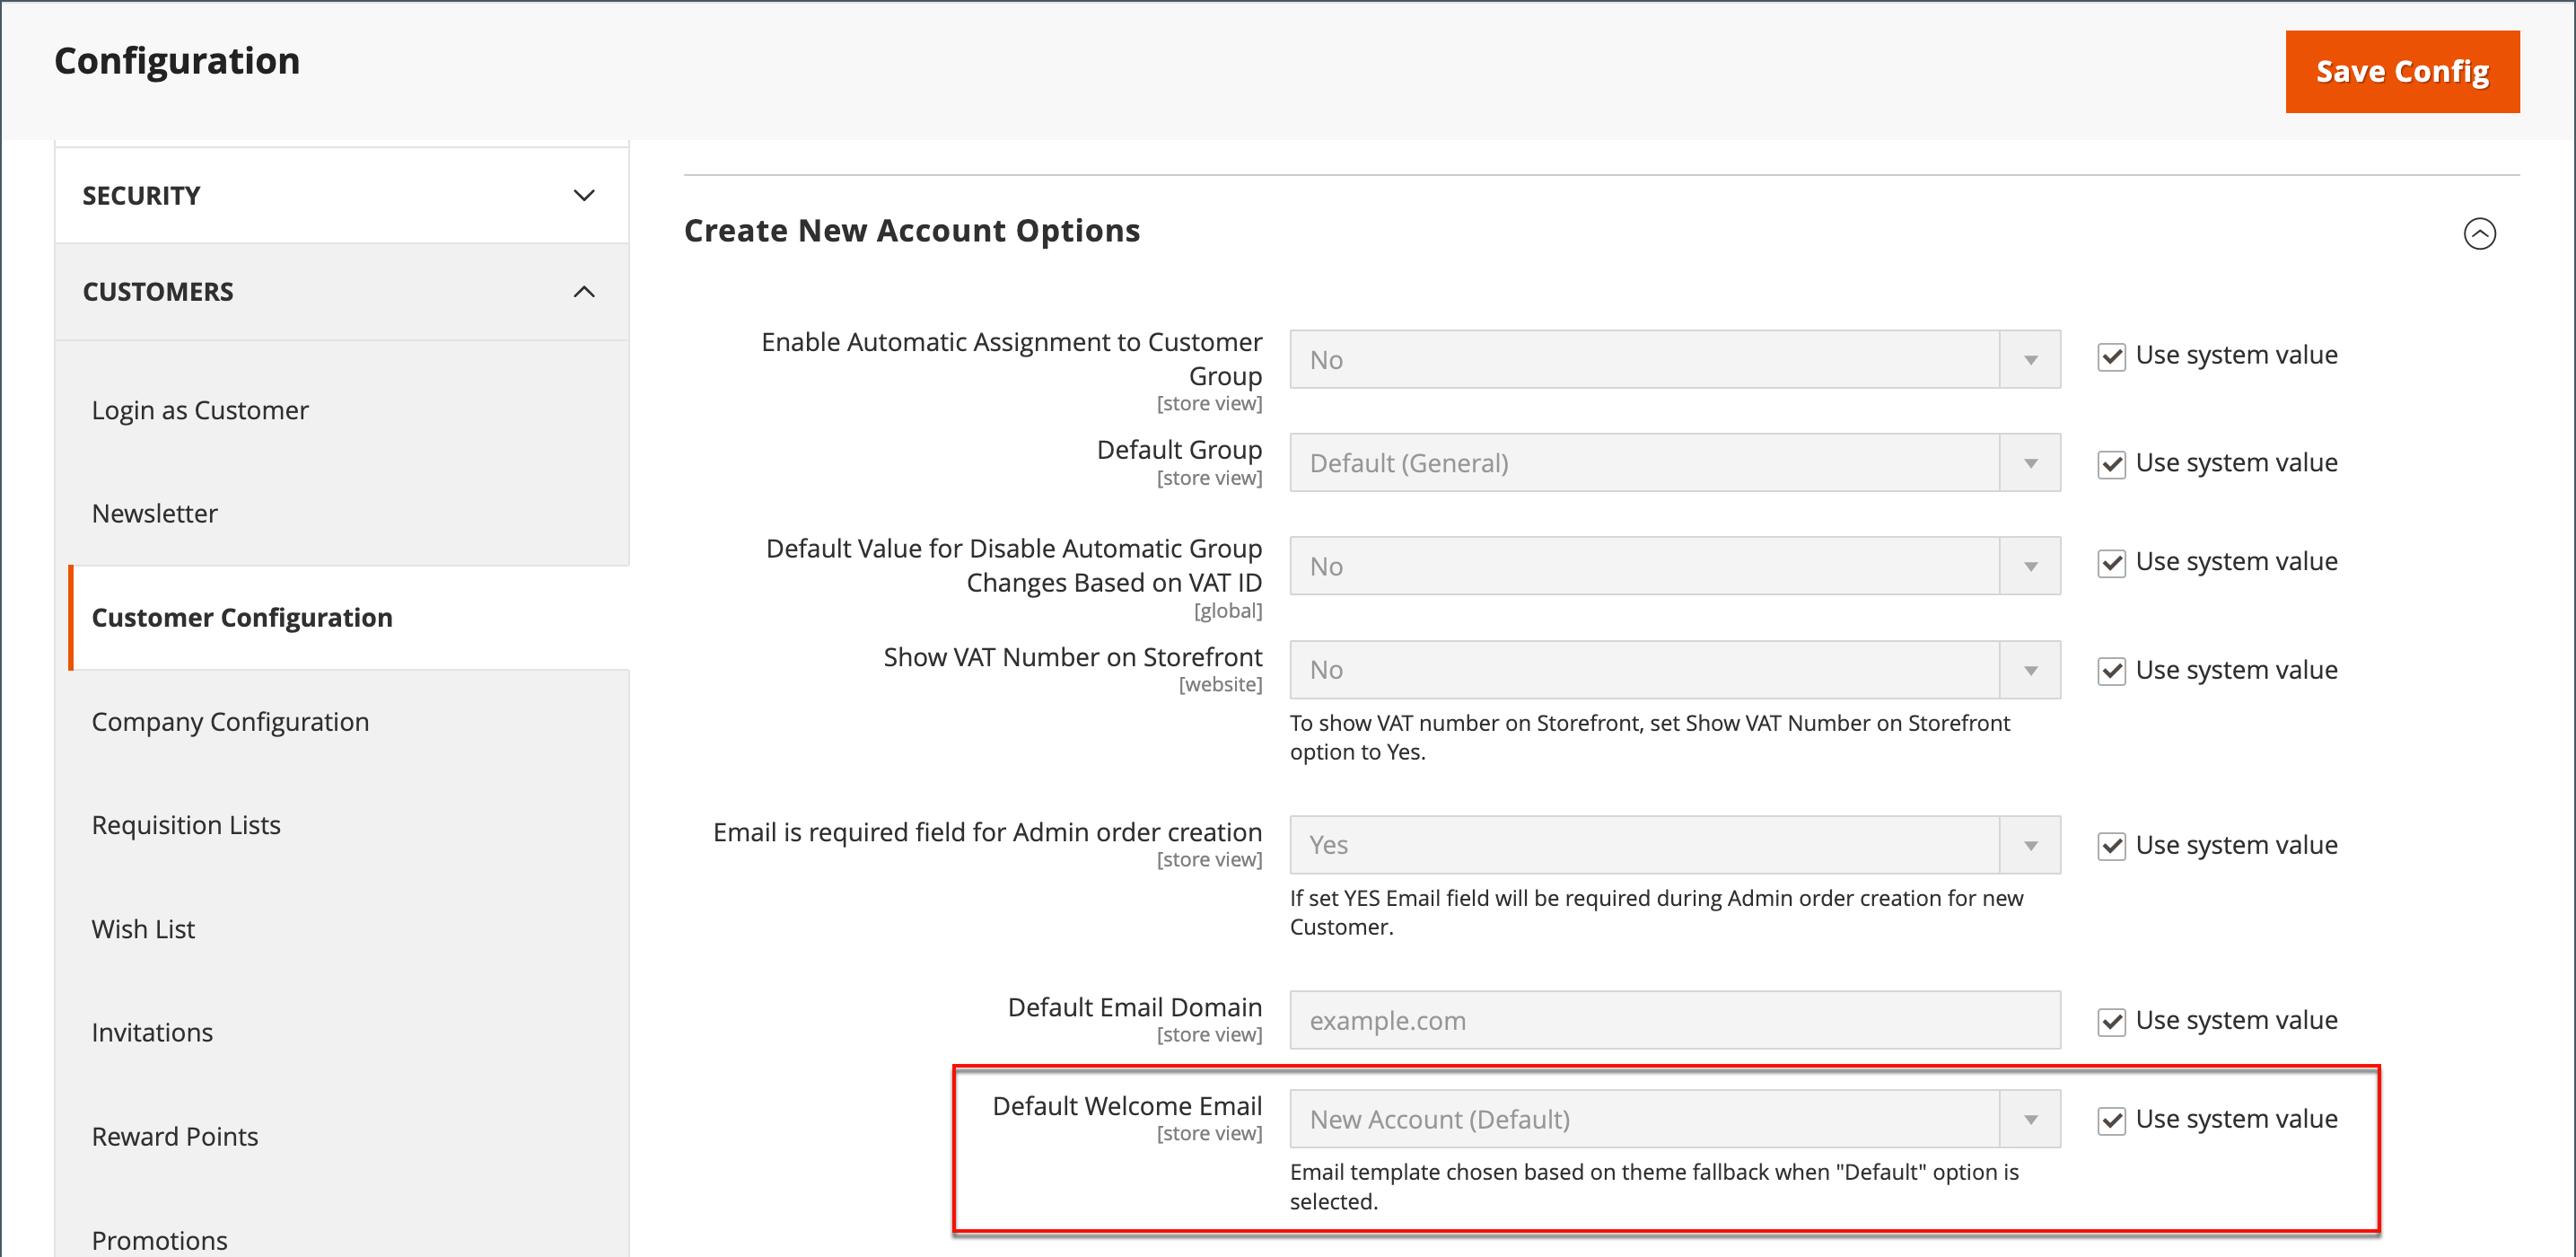 Configuration
Save Config
SECURITY
CUSTOMERS
Login as Customer
Newsletter
Customer Configuration
Company Configuration
Requisition Lists
Wish List
Invitations
Reward Points
Promotions
Create New Account Options
Enable Automatic Assignment to Customer
Group
[store view]
No
Use system value
Default Group
[store view]
Default (General)
Use system value
Default Value for Disable Automatic Group
Changes Based on VAT ID
[global]
No
Use system value
Show VAT Number on Storefront
[website]
No
Use system value
To show VAT number on Storefront, set Show VAT Number on Storefront
option to Yes.
Email is required field for Admin order creation
[store view]
Yes
Use system value
If set YES Email field will be required during Admin order creation for new
Customer.
Default Email Domain
[store view]
example.com
Use system value
Default Welcome Email
[store view]
New Account (Default)
Use system value
Email template chosen based on theme fallback when "Default" option is
selected.